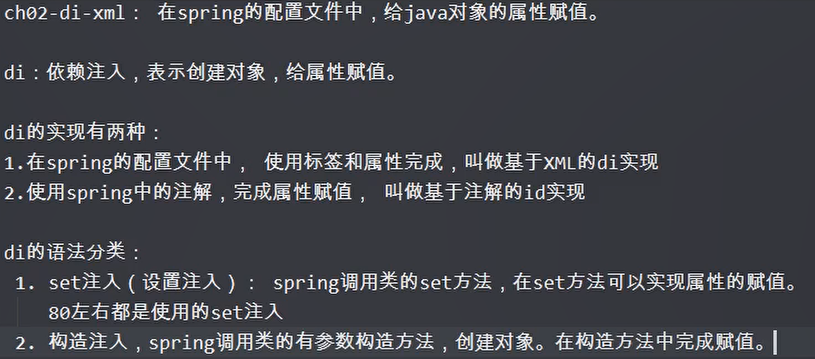 ch02-di-xml： 在spring的配置文件中，给java对象的属性赋值。
di：依赖注入，表示创建对象，给属性赋值。
di的实现有两种：
1.在spring的配置文件中， 使用标签和属性完成，叫做基于XML的di实现
2.使用spring中的注解，完成属性赋值， 叫做基于注解的id实现
di的语法分类：
1. set注入（设置注入）： spring调用类的set方法，在set方法可以实现属性的赋值。
80左右都是使用的set注入
2. 构造注入，spring调用类的有参数构造方法，创建对象。在构造方法中完成赋值。